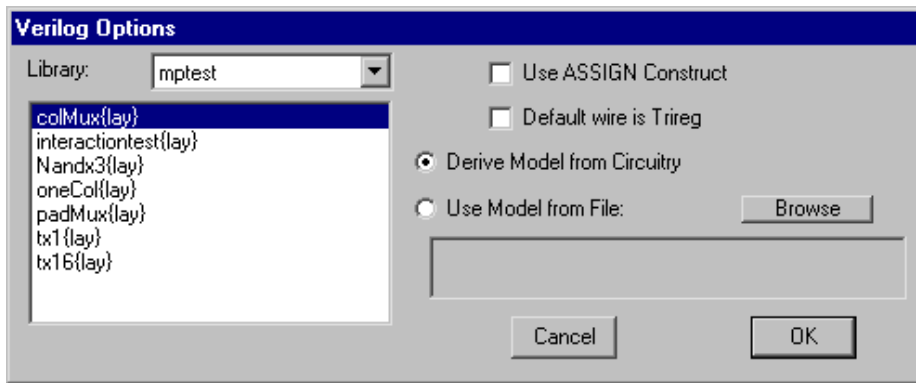 Verilog Options
Library: mptest
Use ASSIGN Construct
Default wire is Trireg
colMux{lay}
interactiontest{lay}
Nandx3{lay}
oneCol{lay}
padMux{lay}
tx1{lay}
tx16{lay}
Derive Model from Circuitry
Use Model from File: Browse
Cancel OK